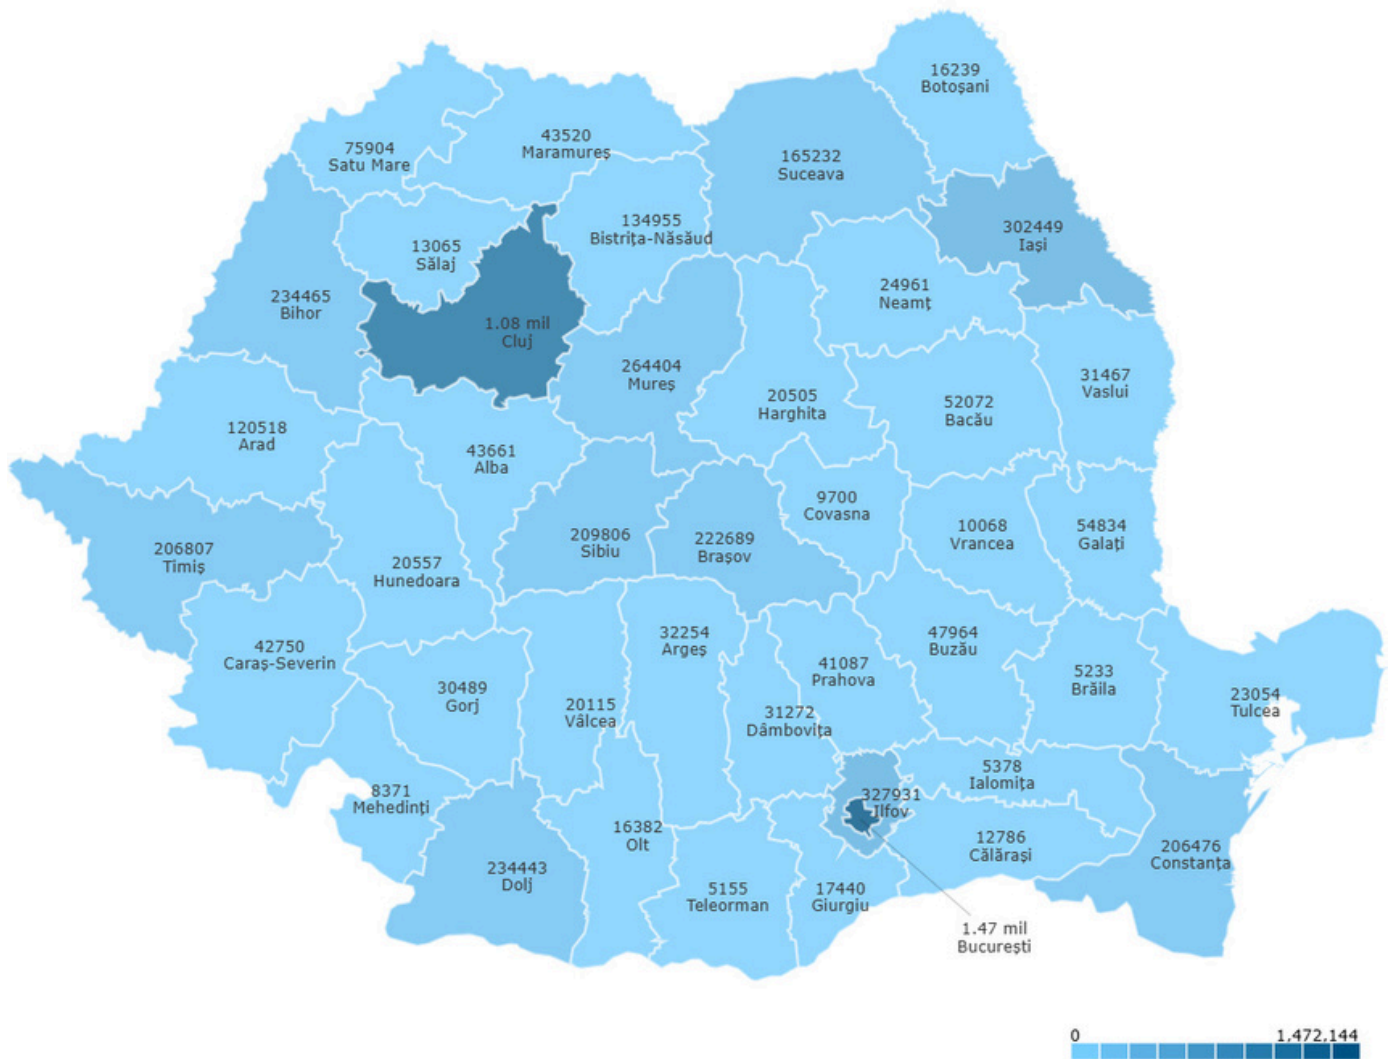 16239
Botoșani
43520
Maramureș
75904
Satu Mare
165232
Suceava
134955
Bistrița-Năsăud
302449
Iași
13065
Sălaj
24961
Neamț
234465
Bihor
1.08 mil
Cluj
264404
Mureș
31467
Vaslui
20505
Harghita
52072
Bacău
120518
Arad
43661
Alba
9700
Covasna
10068
Vrancea
54834
Galați
209806
Sibiu
222689
Brașov
206807
Timiș
20557
Hunedoara
32254
Argeș
47964
Buzău
42750
Caraș-Severin
41087
Prahova
5233
Brăila
30489
Gorj
23054
Tulcea
20115
Vâlcea
31272
Dâmbovița
5378
Ialomița
8371
Mehedinți
327931
Ilfov
16382
Olt
12786
Călărași
206476
Constanța
234443
Dolj
5155
Teleorman
17440
Giurgiu
1.47 mil
București
0 1,472,144